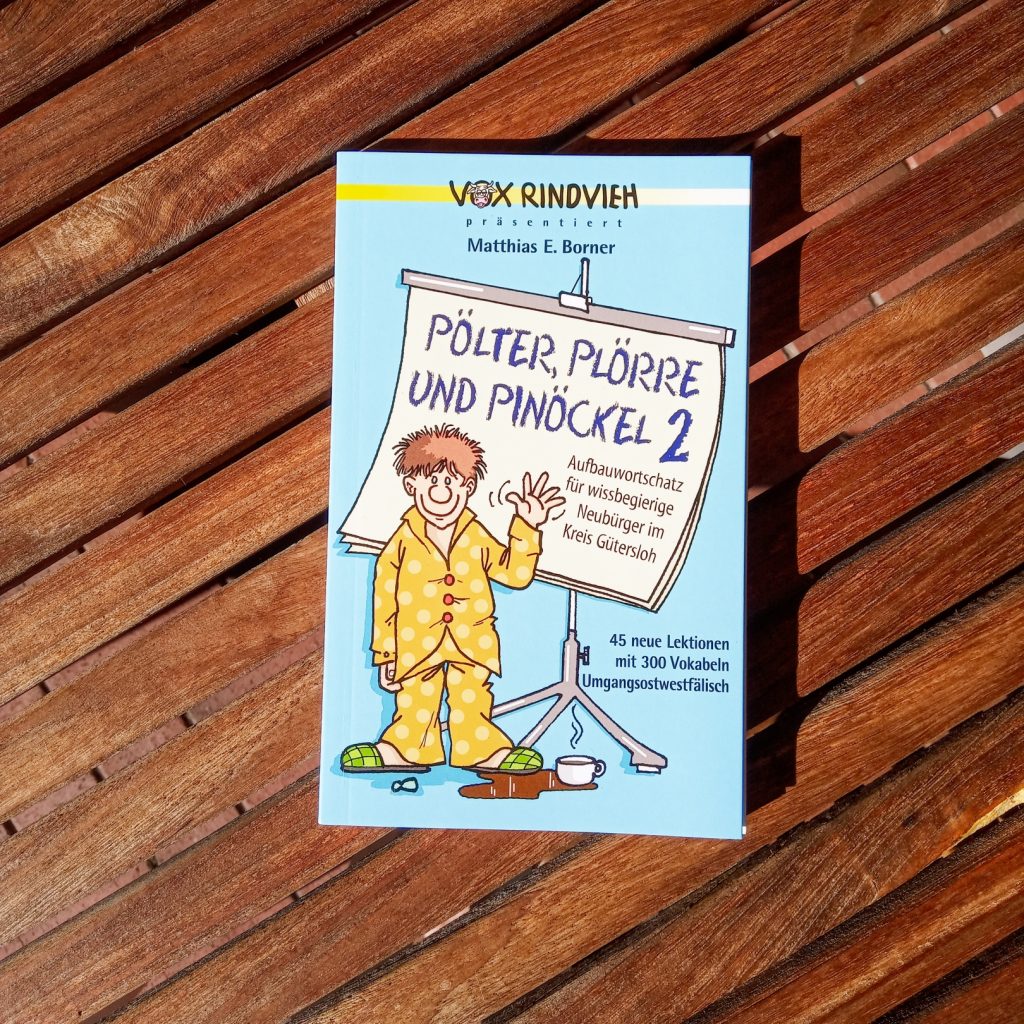 VOX RINDVIEH
präsentiert
Matthias E. Borner
PÖLTER, PLÖRRE
UND PINÖCKEL 2
Aufbauwortschatz
für wissbegierige
Neubürger im
Kreis Gütersloh
45 neue Lektionen
mit 300 Vokabeln
Umgangsostwestfälisch